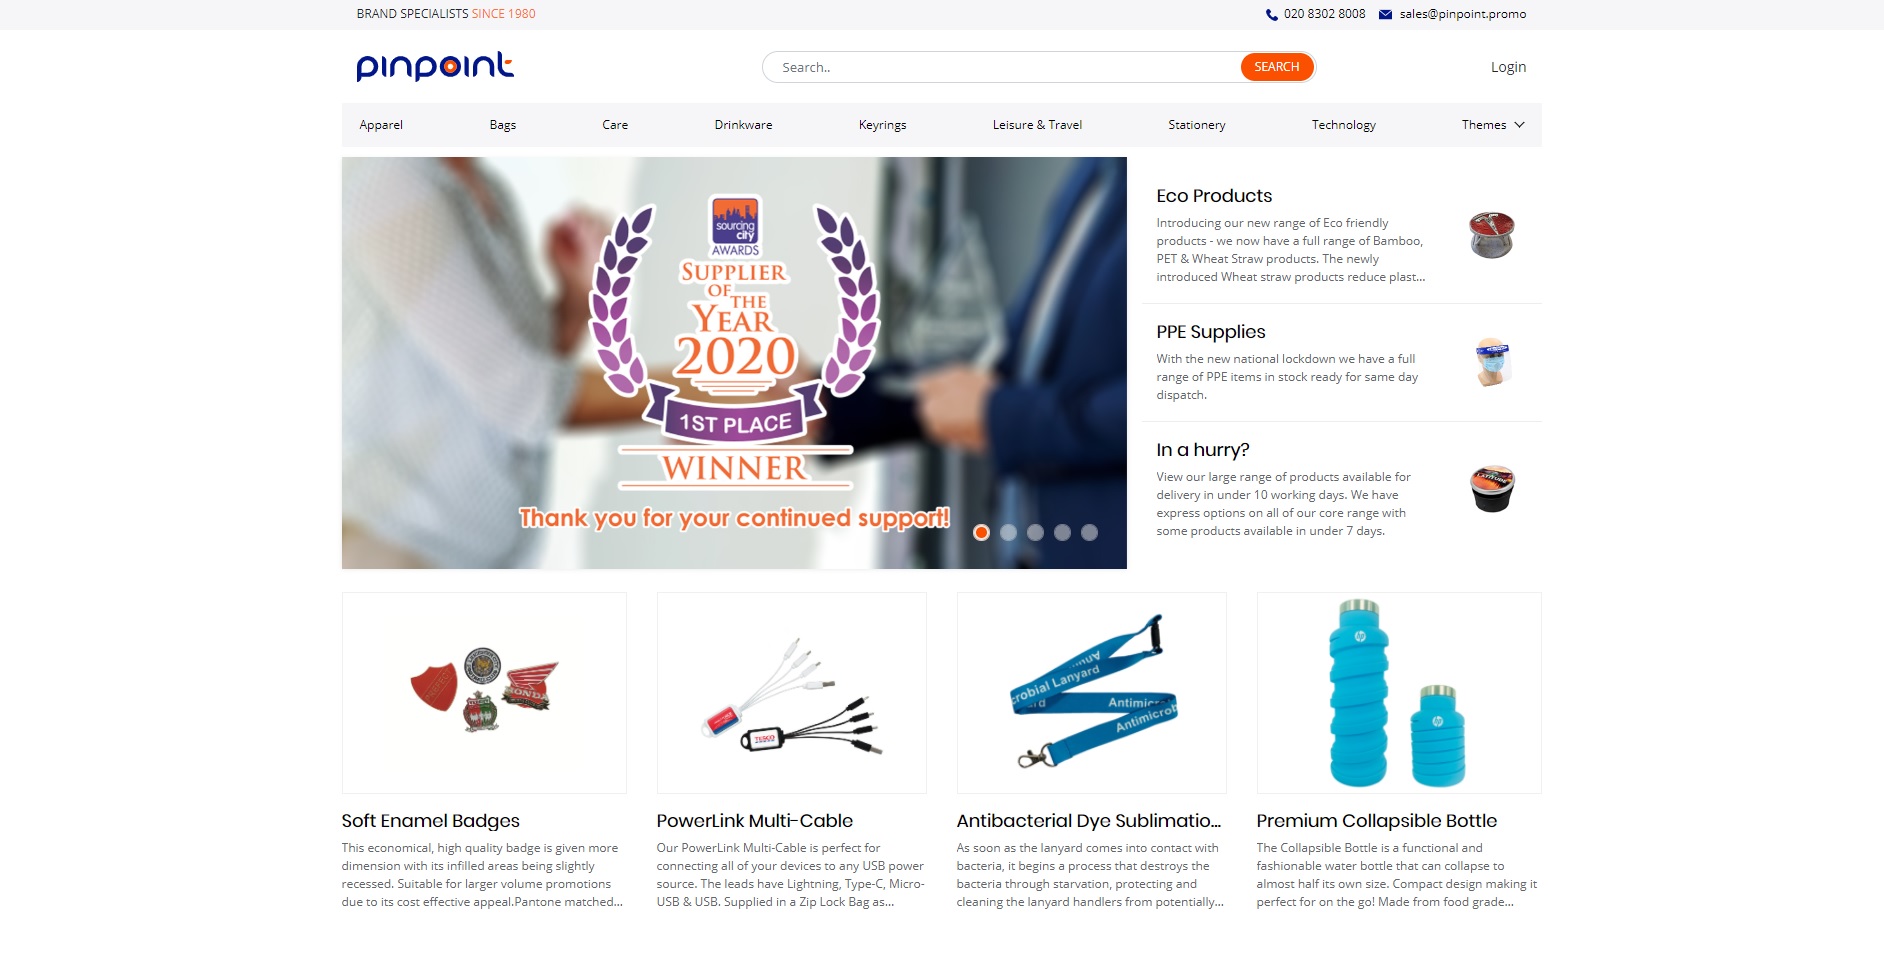 BRAND SPECIALISTS SINCE 1980
020 8302 8008
sales@pinpoint.promo
pinpoint
Search..
SEARCH
Login
Apparel
Bags
Care
Drinkware
Keyrings
Leisure & Travel
Stationery
Technology
Themes
sourcing
city
AWARDS
SUPPLIER
OF
THE
YEAR
2020
1ST PLACE
WINNER
Thank you for your continued support!
Eco Products
Introducing our new range of Eco friendly
products - we now have a full range of Bamboo,
PET & Wheat Straw products. The newly
introduced Wheat straw products reduce plast...
PPE Supplies
With the new national lockdown we have a full
range of PPE items in stock ready for same day
dispatch.
In a hurry?
View our large range of products available for
delivery in under 10 working days. We have
express options on all of our core range with
some products available in under 7 days.
HONDA
TESCO
Antimi
crobial Lanyard
Antimic
Antimicrob
hp
hp
Soft Enamel Badges
This economical, high quality badge is given more
dimension with its infilled areas being slightly
recessed. Suitable for larger volume promotions
due to its cost effective appeal.Pantone matched...
PowerLink Multi-Cable
Our PowerLink Multi-Cable is perfect for
connecting all of your devices to any USB power
source. The leads have Lightning, Type-C, Micro-
USB & USB. Supplied in a Zip Lock Bag as...
Antibacterial Dye Sublimatio...
As soon as the lanyard comes into contact with
bacteria, it begins a process that destroys the
bacteria through starvation, protecting and
cleaning the lanyard handlers from potentially...
Premium Collapsible Bottle
The Collapsible Bottle is a functional and
fashionable water bottle that can collapse to
almost half its own size. Compact design making it
perfect for on the go! Made from food grade...